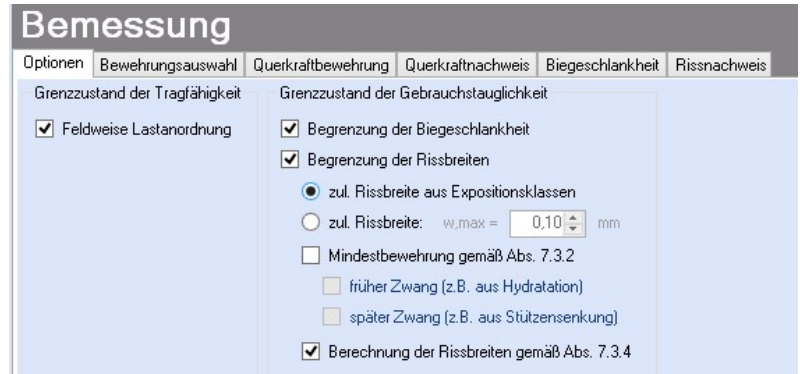 Bemessung
Optionen Bewehrungsauswahl Querkraftbewehrung Querkraftnachweis Biegeschlankheit Rissnachweis
Grenzzustand der Tragfähigkeit Grenzzustand der Gebrauchstauglichkeit
Feldweise Lastanordnung Begrenzung der Biegeschlankheit
Begrenzung der Rissbreiten
zul. Rissbreite aus Expositionsklassen
zul. Rissbreite: w,max = 0,10 mm
Mindestbewehrung gemäß Abs. 7.3.2
früher Zwang (z.B. aus Hydratation)
später Zwang (z.B. aus Stützensenkung)
Berechnung der Rissbreiten gemäß Abs. 7.3.4